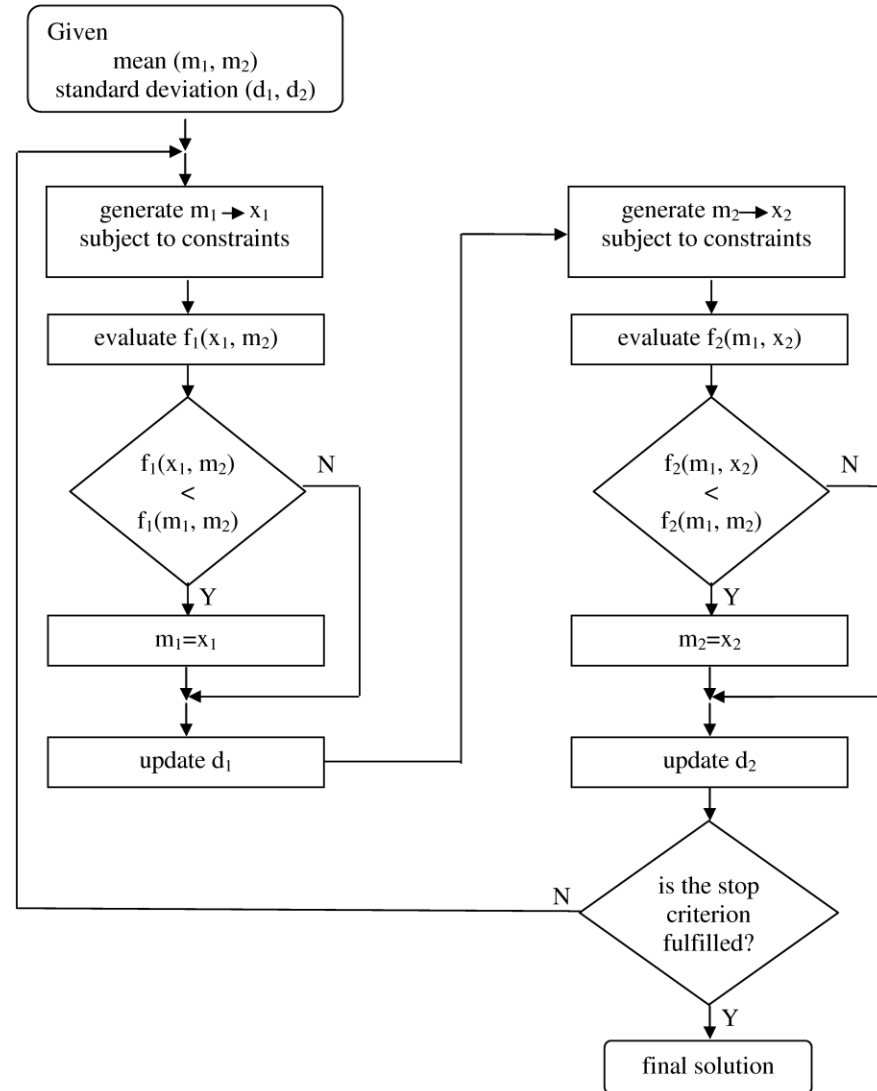 Given
mean (m₁, m₂)
standard deviation (d₁, d₂)
generate m₁ → x₁
subject to constraints
evaluate f₁(x₁, m₂)
f₁(x₁, m₂)
<
f₁(m₁, m₂)
N
Y
m₁=x₁
update d₁
generate m₂→ x₂
subject to constraints
evaluate f₂(m₁, x₂)
f₂(m₁, x₂)
<
f₂(m₁, m₂)
N
Y
m₂=x₂
update d₂
is the stop
criterion
fulfilled?
N
Y
final solution